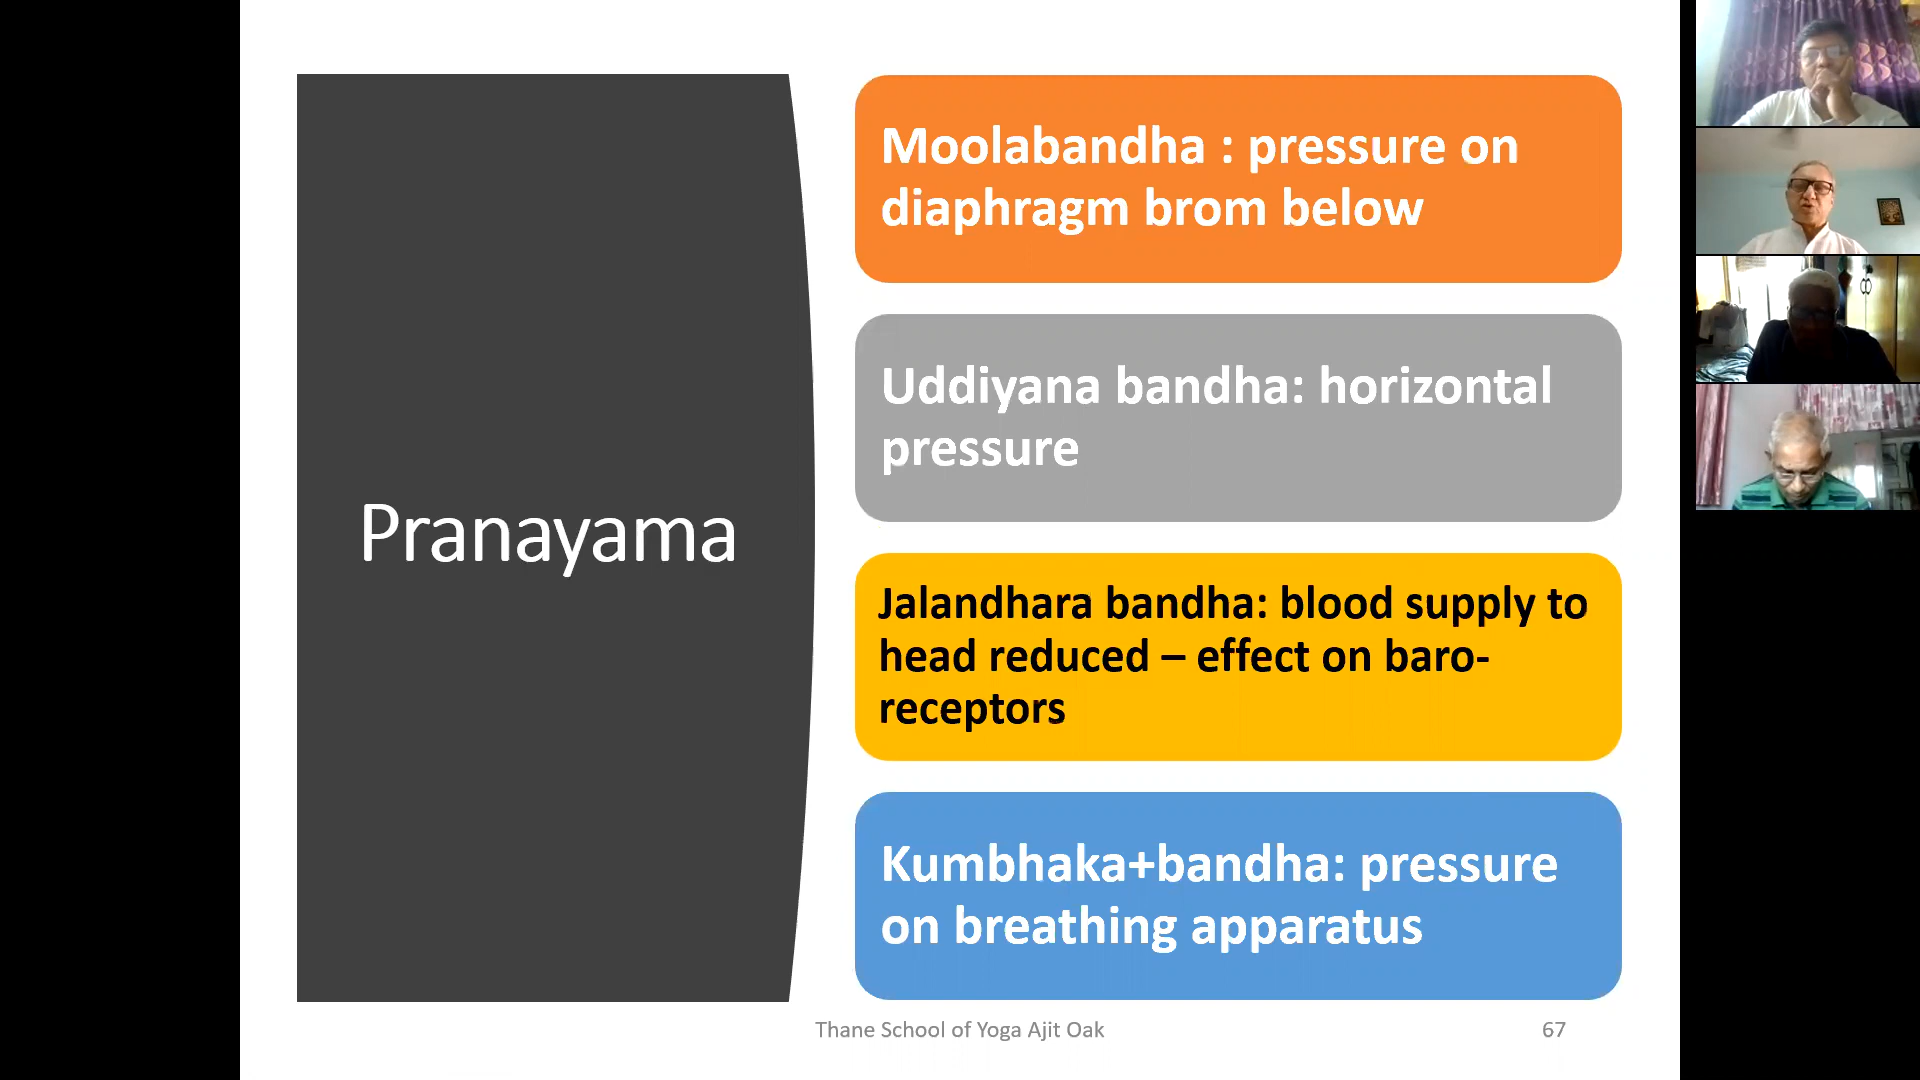 Pranayama
Moolabandha : pressure on
diaphragm brom below
Uddiyana bandha: horizontal
pressure
Jalandhara bandha: blood supply to
head reduced – effect on baro-
receptors
Kumbhaka+bandha: pressure
on breathing apparatus
Thane School of Yoga Ajit Oak
67